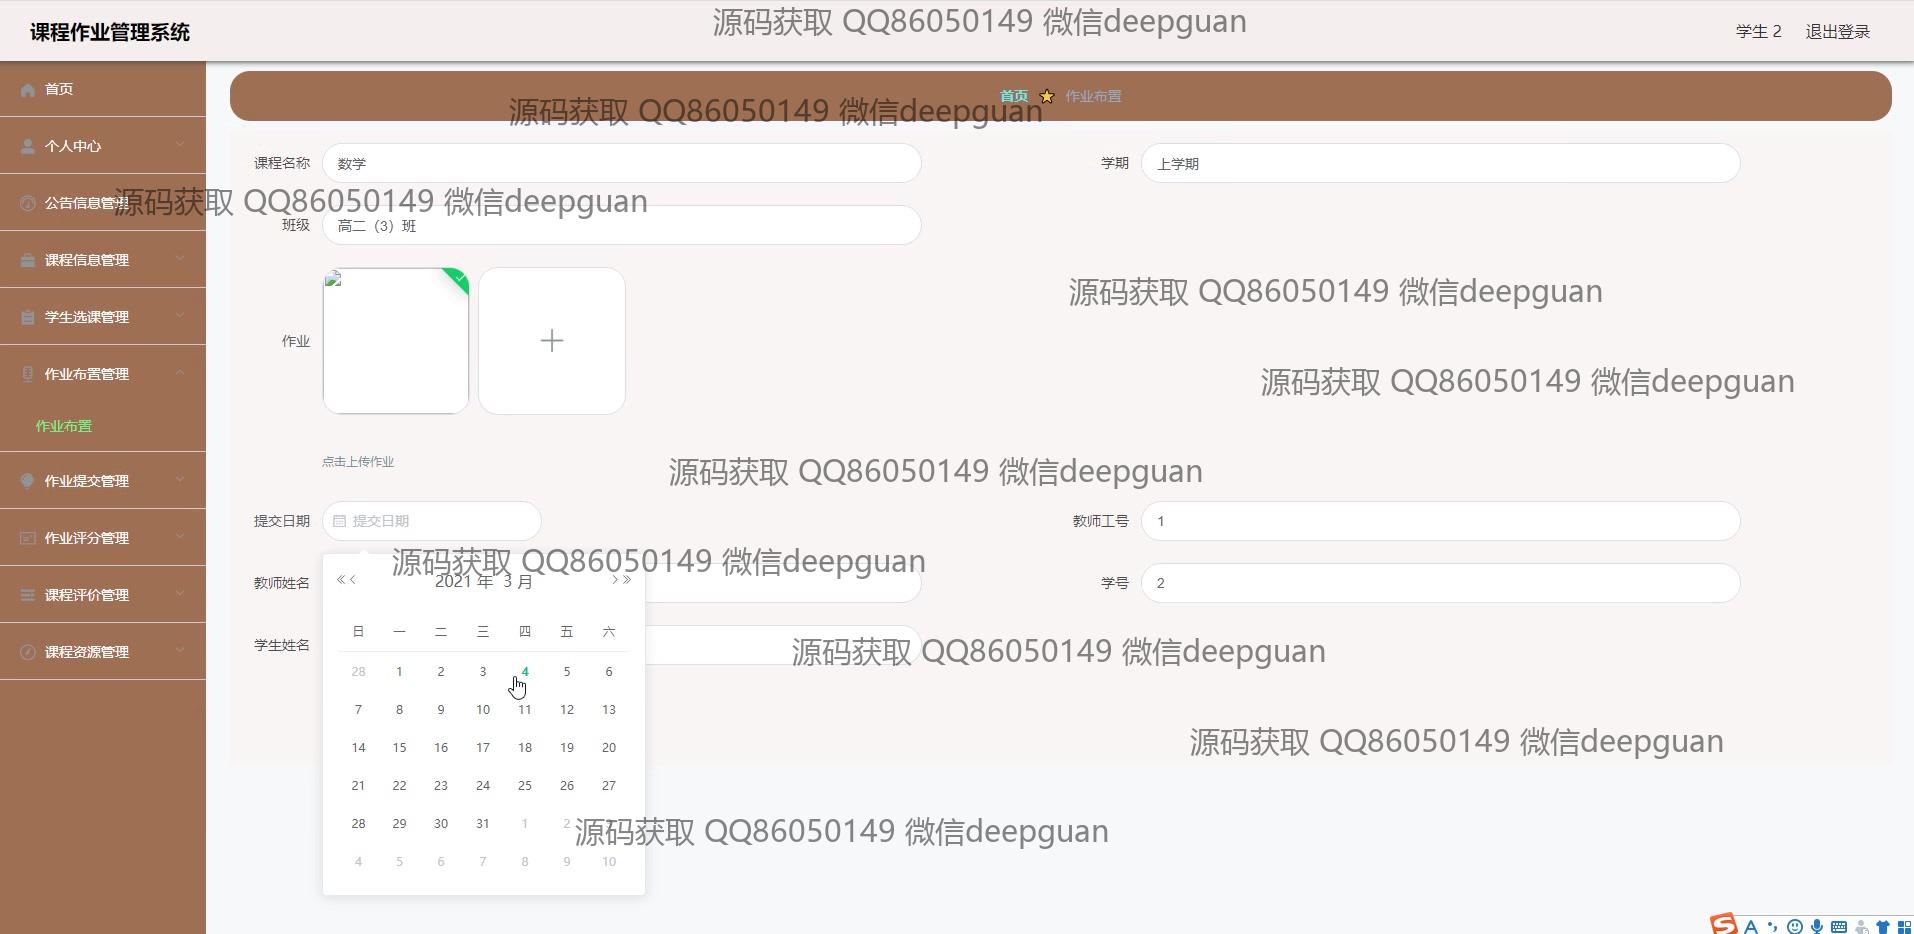 课程作业管理系统
源码获取 QQ86050149 微信deepguan
学生 2 退出登录
首页
个人中心
公告信息管理
课程信息管理
学生选课管理
作业布置管理
作业布置
作业提交管理
作业评分管理
课程评价管理
课程资源管理
首页 作业布置
源码获取 QQ86050149 微信deepguan
课程名称 数学 学期 上学期
源码获取 QQ86050149 微信deepguan
班级 高二（3）班
源码获取 QQ86050149 微信deepguan
作业
源码获取 QQ86050149 微信deepguan
点击上传作业
源码获取 QQ86050149 微信deepguan
提交日期 提交日期 教师工号 1
源码获取 QQ86050149 微信deepguan
教师姓名 学号 2
2021 年 3 月
学生姓名
源码获取 QQ86050149 微信deepguan
日 一 二 三 四 五 六
28 1 2 3 4 5 6
7 8 9 10 11 12 13
14 15 16 17 18 19 20
源码获取 QQ86050149 微信deepguan
21 22 23 24 25 26 27
28 29 30 31 1 2
源码获取 QQ86050149 微信deepguan
4 5 6 7 8 9 10